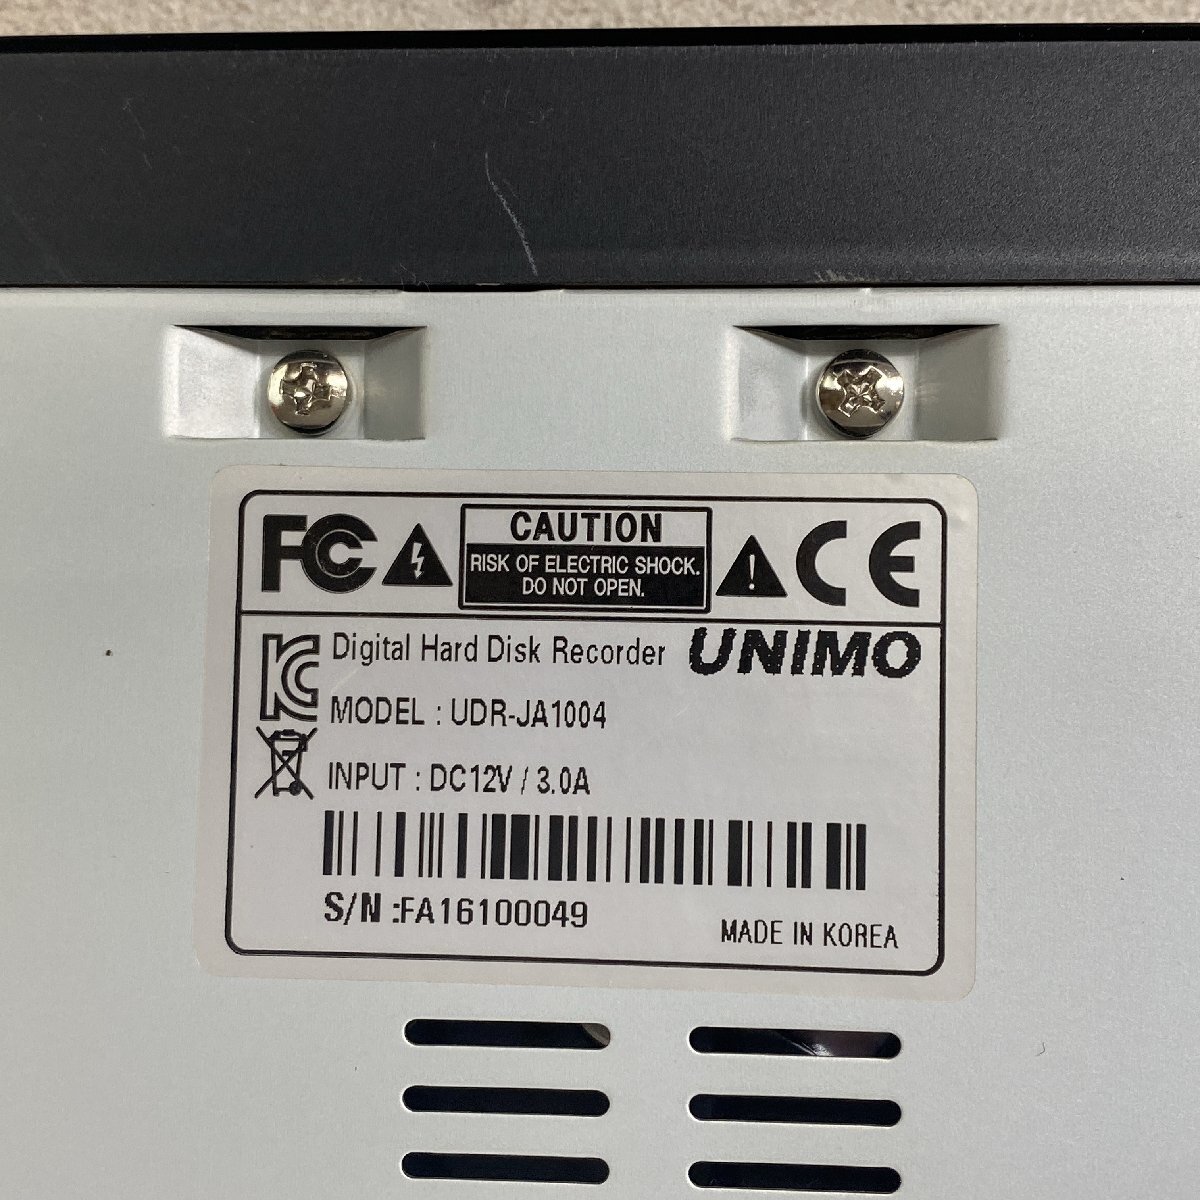 FC
CAUTION
RISK OF ELECTRIC SHOCK.
DO NOT OPEN.
CE
KC Digital Hard Disk Recorder UNIMO
MODEL : UDR-JA1004
INPUT : DC12V / 3.0A
S/N :FA16100049
MADE IN KOREA